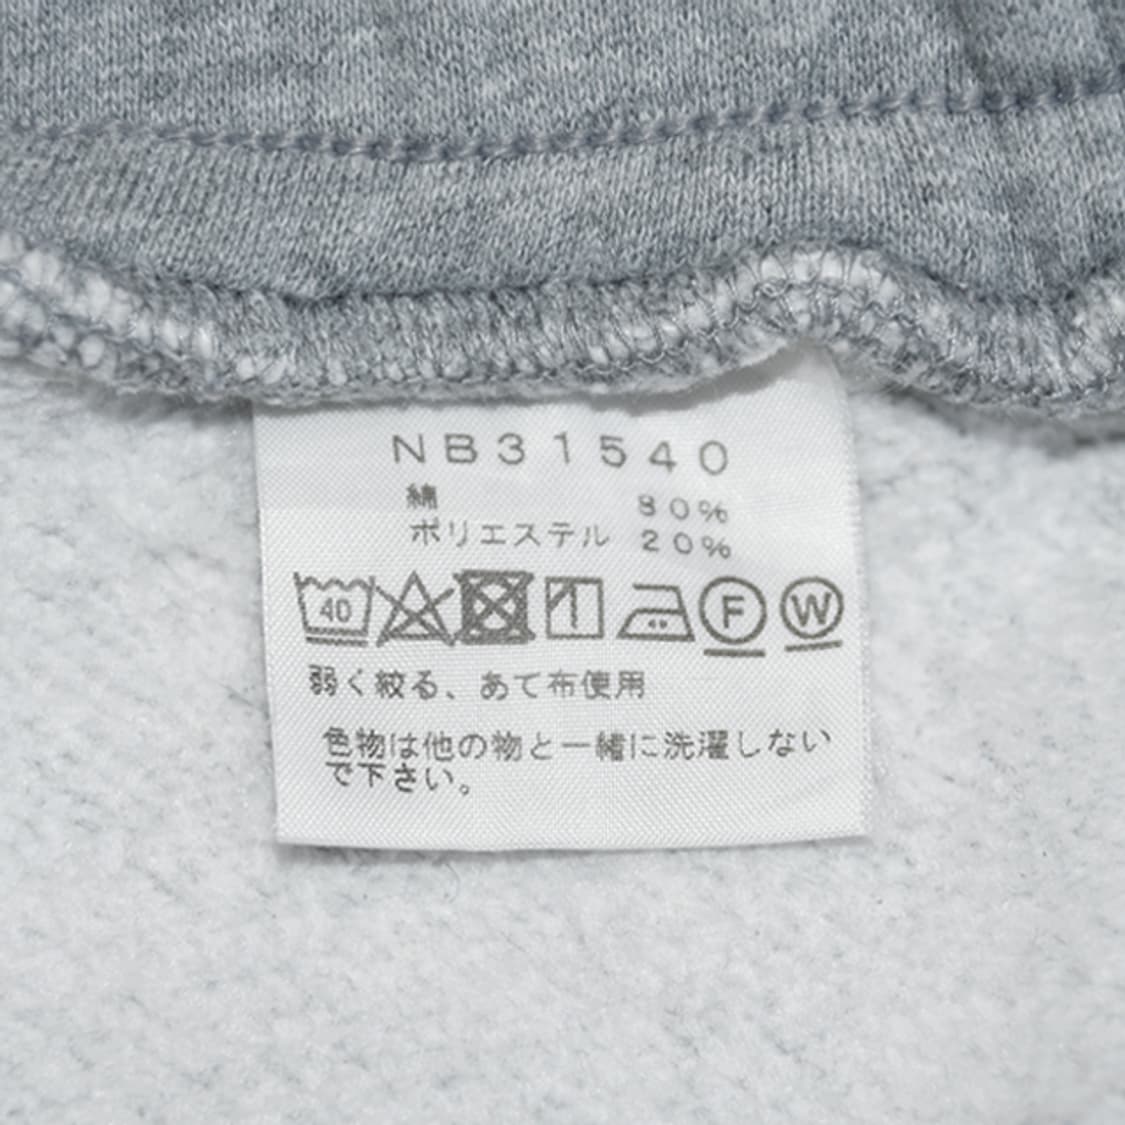 NB31540
綿 80%
ポリエステル 20%
40 F W
弱く絞る、あて布使用
色物は他の物と一緒に洗濯しない
で下さい。